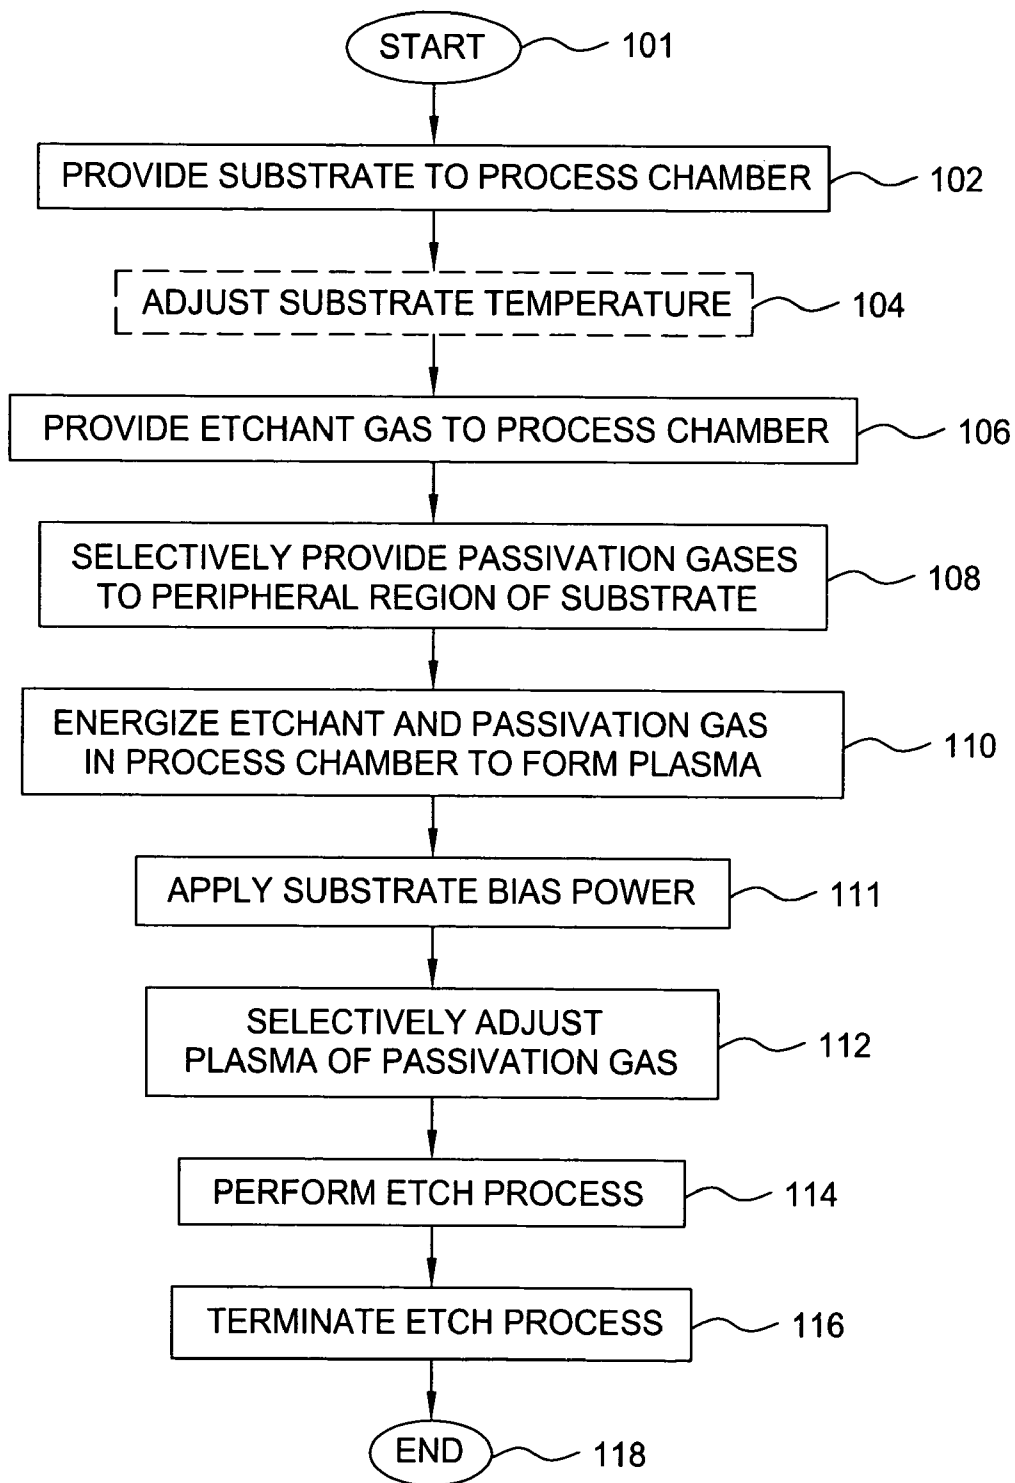 START 101
PROVIDE SUBSTRATE TO PROCESS CHAMBER 102
ADJUST SUBSTRATE TEMPERATURE 104
PROVIDE ETCHANT GAS TO PROCESS CHAMBER 106
SELECTIVELY PROVIDE PASSIVATION GASES
TO PERIPHERAL REGION OF SUBSTRATE 108
ENERGIZE ETCHANT AND PASSIVATION GAS
IN PROCESS CHAMBER TO FORM PLASMA 110
APPLY SUBSTRATE BIAS POWER 111
SELECTIVELY ADJUST
PLASMA OF PASSIVATION GAS 112
PERFORM ETCH PROCESS 114
TERMINATE ETCH PROCESS 116
END 118